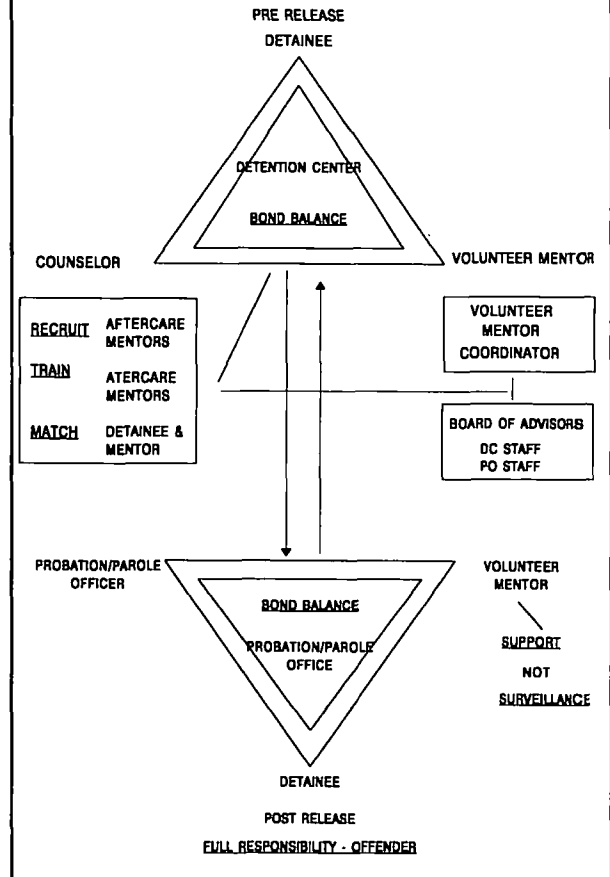 PRE RELEASE
DETAINEE
DETENTION CENTER
BOND BALANCE
COUNSELOR
VOLUNTEER MENTOR
RECRUIT AFTERCARE
MENTORS
TRAIN ATERCARE
MENTORS
MATCH DETAINEE &
MENTOR
VOLUNTEER
MENTOR
COORDINATOR
BOARD OF ADVISORS
DC STAFF
PO STAFF
PROBATION/PAROLE
OFFICER
VOLUNTEER
MENTOR
BOND BALANCE
PROBATION/PAROLE
OFFICE
SUPPORT
NOT
SURVEILLANCE
DETAINEE
POST RELEASE
FULL RESPONSIBILITY - OFFENDER